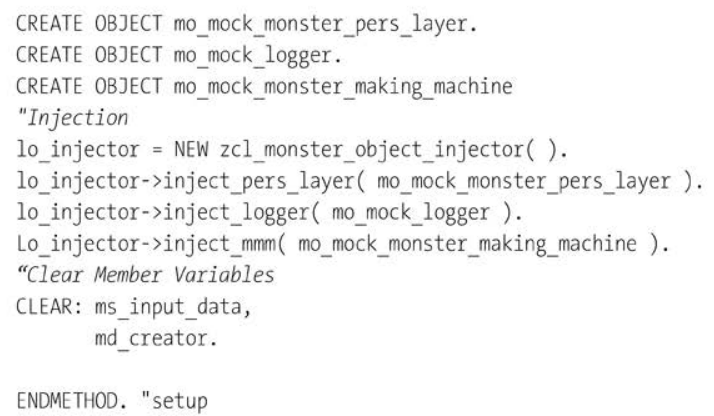 CREATE OBJECT mo_mock_monster_pers_layer.
CREATE OBJECT mo_mock_logger.
CREATE OBJECT mo_mock_monster_making_machine
"Injection
lo_injector = NEW zcl_monster_object_injector( ).
lo_injector->inject_pers_layer( mo_mock_monster_pers_layer ).
lo_injector->inject_logger( mo_mock_logger ).
Lo_injector->inject_mmm( mo_mock_monster_making_machine ).
“Clear Member Variables
CLEAR: ms_input_data,
md_creator.
ENDMETHOD. "setup